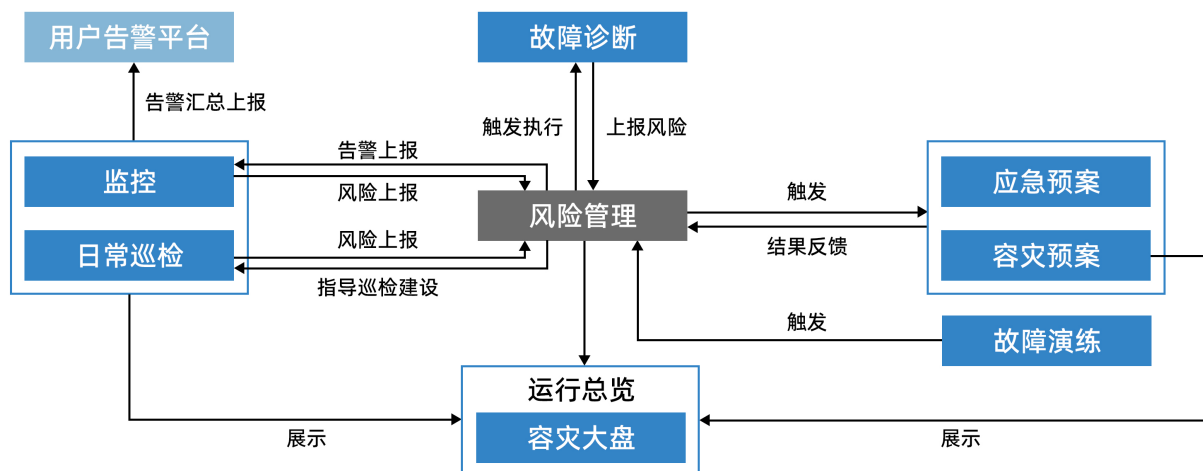 用户告警平台
故障诊断
告警汇总上报
触发执行
上报风险
告警上报
监控
风险上报
应急预案
触发
风险管理
风险上报
日常巡检
结果反馈
容灾预案
指导巡检建设
触发
故障演练
运行总览
容灾大盘
展示
展示